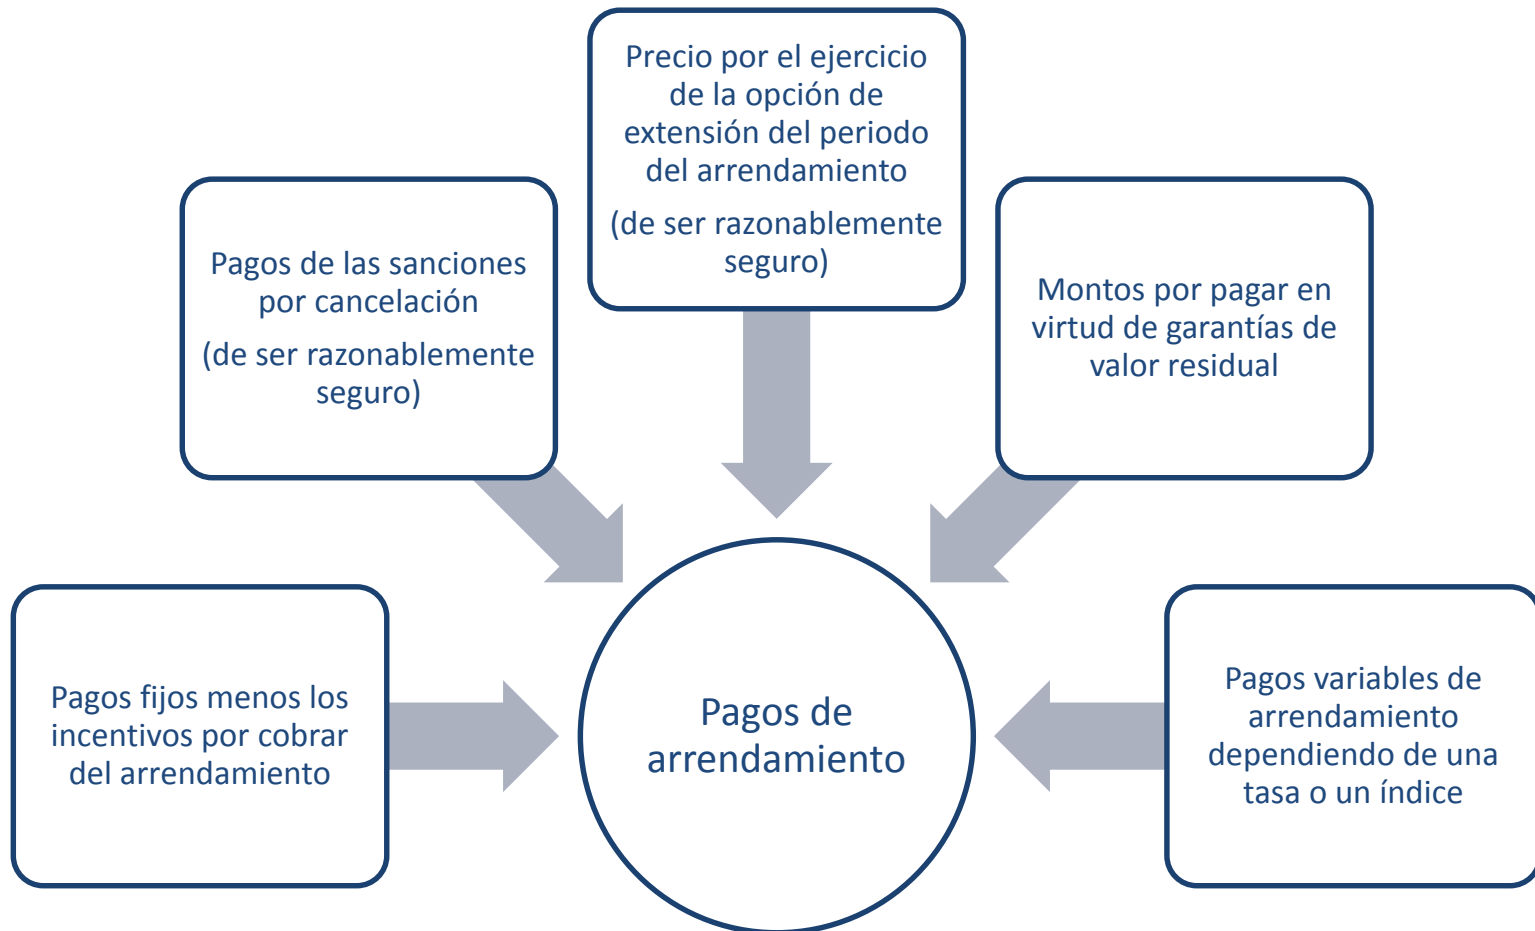 Precio por el ejercicio
de la opción de
extensión del periodo
del arrendamiento
(de ser razonablemente
seguro)
Pagos de las sanciones
por cancelación
(de ser razonablemente
seguro)
Montos por pagar en
virtud de garantías de
valor residual
Pagos fijos menos los
incentivos por cobrar
del arrendamiento
Pagos de
arrendamiento
Pagos variables de
arrendamiento
dependiendo de una
tasa o un índice